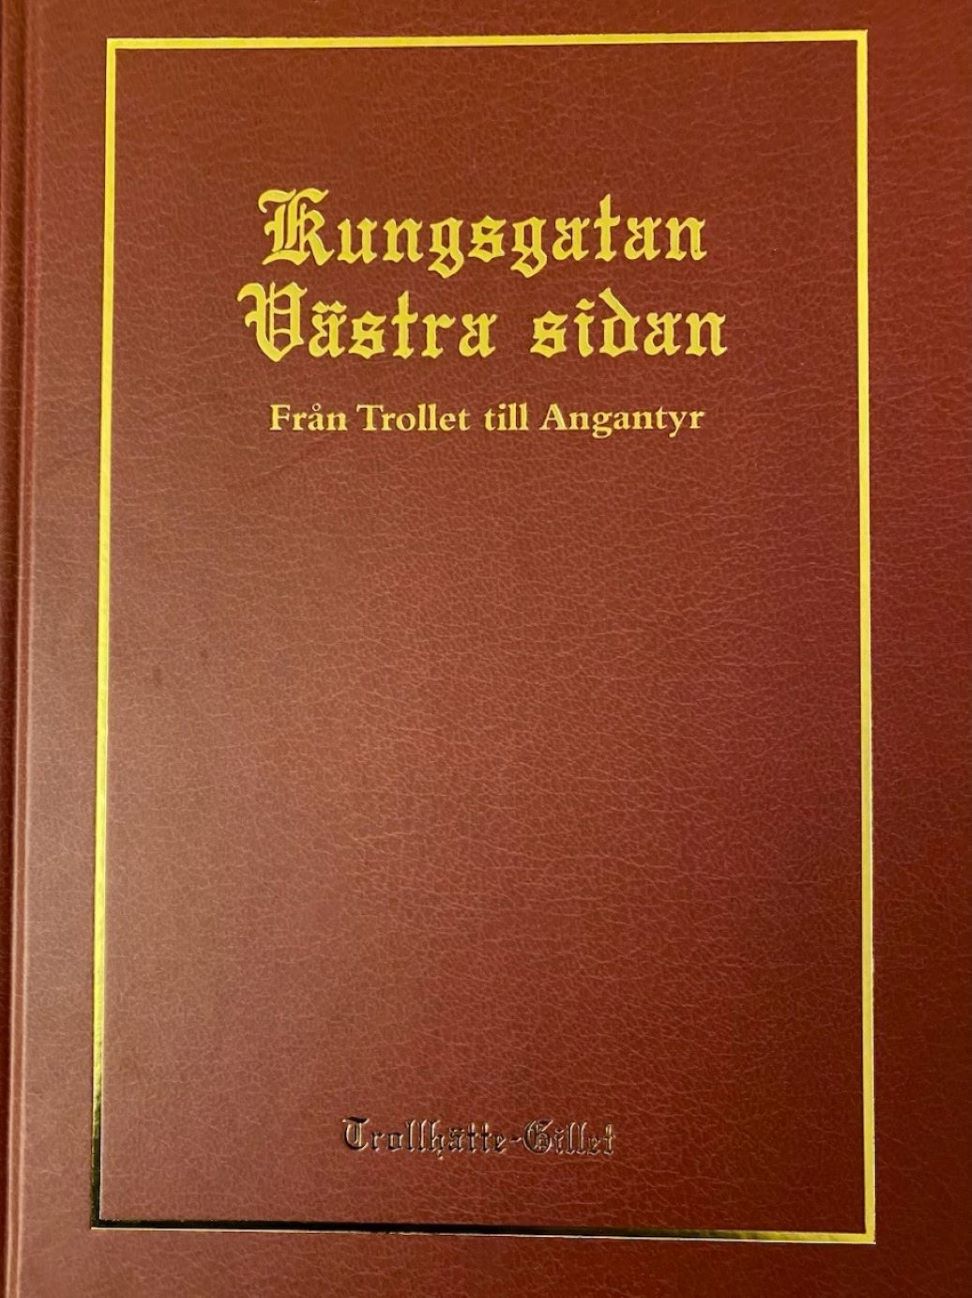 Kungsgatan
Västra sidan
Från Trollet till Angantyr
Trollhätte-Gillet